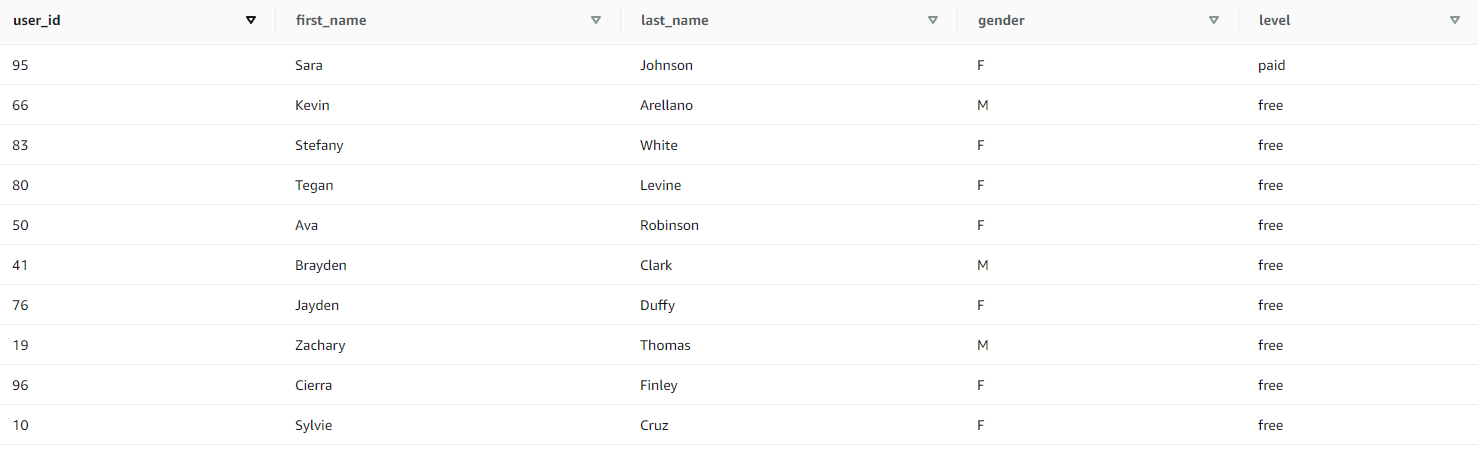 user_id first_name last_name gender level
95 Sara Johnson F paid
66 Kevin Arellano M free
83 Stefany White F free
80 Tegan Levine F free
50 Ava Robinson F free
41 Brayden Clark M free
76 Jayden Duffy F free
19 Zachary Thomas M free
96 Cierra Finley F free
10 Sylvie Cruz F free